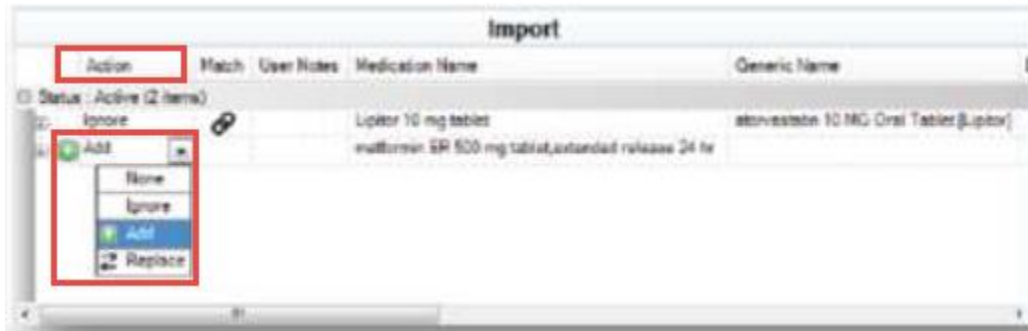 Import
Action Match User Notes Medication Name Generic Name
Status : Active (2 items)
Ignore Lipitor 10 mg tablets atorvastatin 10 MG Oral Tablet [Lipitor]
Add metformin ER 500 mg tablet,extended release 24 hr
None
Ignore
Add
Replace